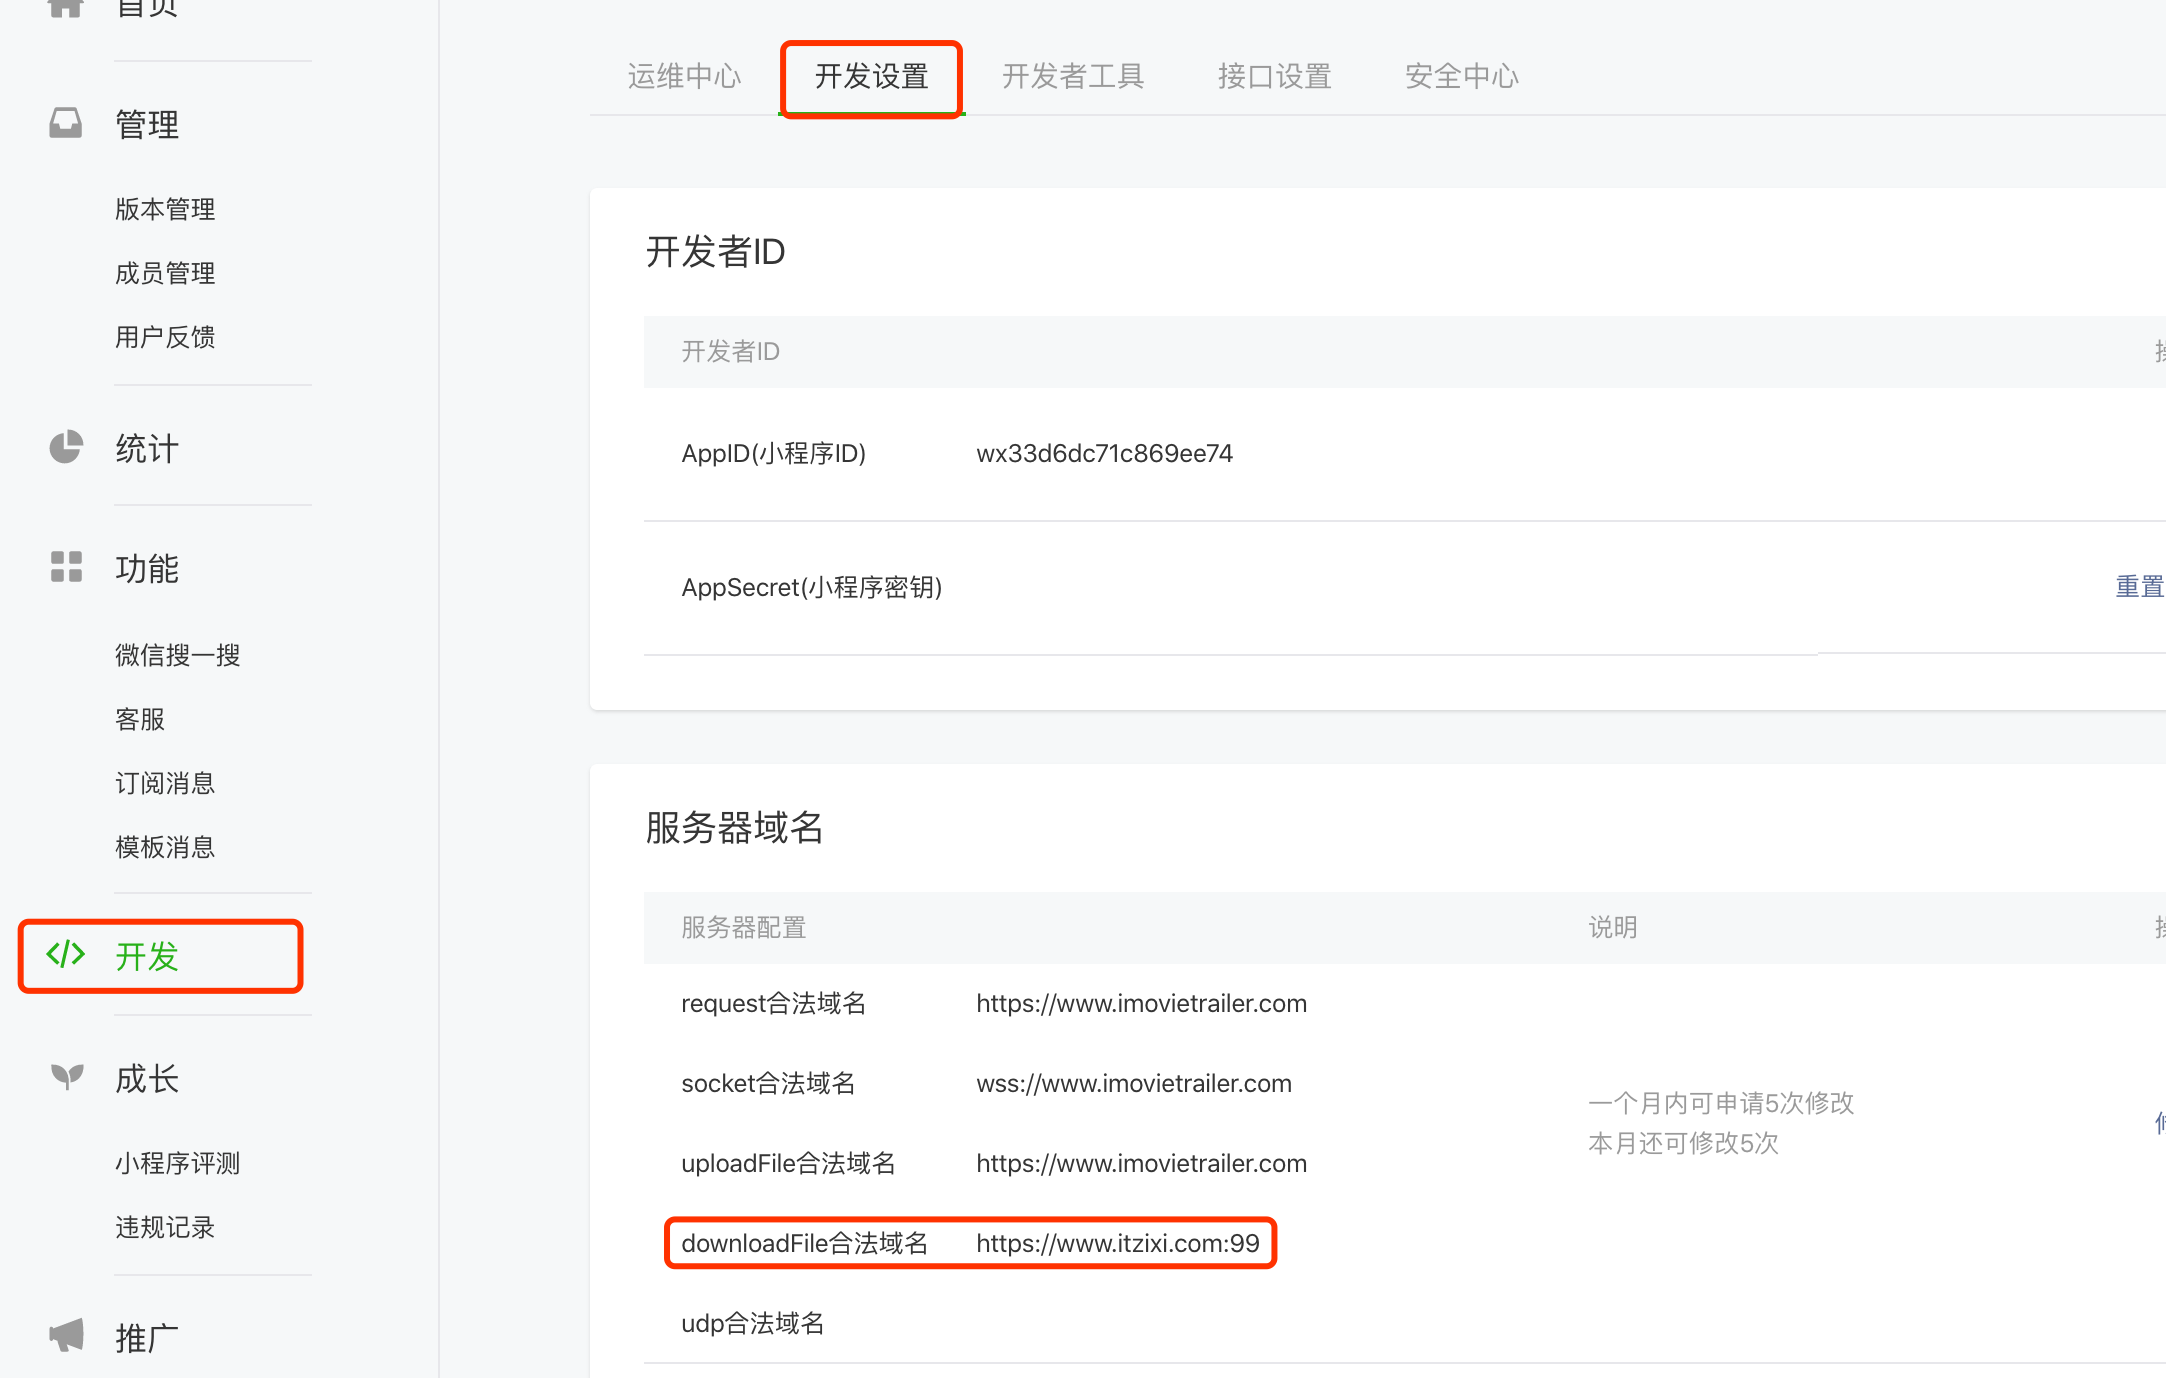 首页
管理
版本管理
成员管理
用户反馈
统计
功能
微信搜一搜
客服
订阅消息
模板消息
开发
成长
小程序评测
违规记录
推广
运维中心 开发设置 开发者工具 接口设置 安全中心
开发者ID
开发者ID
AppID(小程序ID) wx33d6dc71c869ee74
AppSecret(小程序密钥) 重置
服务器域名
服务器配置 说明
request合法域名 https://www.imovietrailer.com
socket合法域名 wss://www.imovietrailer.com
uploadFile合法域名 https://www.imovietrailer.com
downloadFile合法域名 https://www.itzixi.com:99
udp合法域名
一个月内可申请5次修改
本月还可修改5次